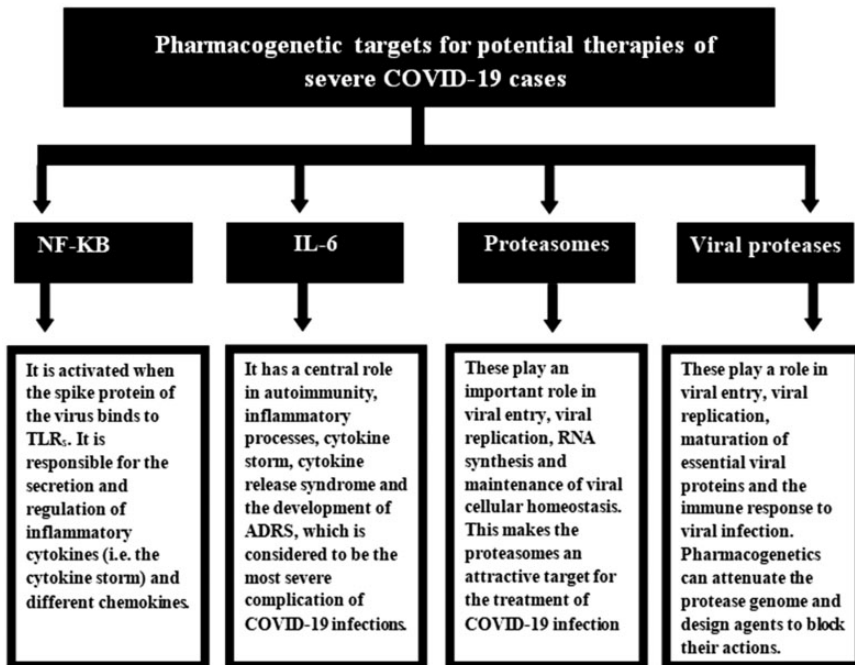 Pharmacogenetic targets for potential therapies of
severe COVID-19 cases
NF-KB
IL-6
Proteasomes
Viral proteases
It is activated when
the spike protein of
the virus binds to
TLRₛ. It is
responsible for the
secretion and
regulation of
inflammatory
cytokines (i.e. the
cytokine storm) and
different chemokines.
It has a central role
in autoimmunity,
inflammatory
processes, cytokine
storm, cytokine
release syndrome and
the development of
ADRS, which is
considered to be the
most severe
complication of
COVID-19 infections.
These play an
important role in
viral entry, viral
replication, RNA
synthesis and
maintenance of viral
cellular homeostasis.
This makes the
proteasomes an
attractive target for
the treatment of
COVID-19 infection
These play a role in
viral entry, viral
replication,
maturation of
essential viral
proteins and the
immune response to
viral infection.
Pharmacogenetics
can attenuate the
protease genome and
design agents to block
their actions.